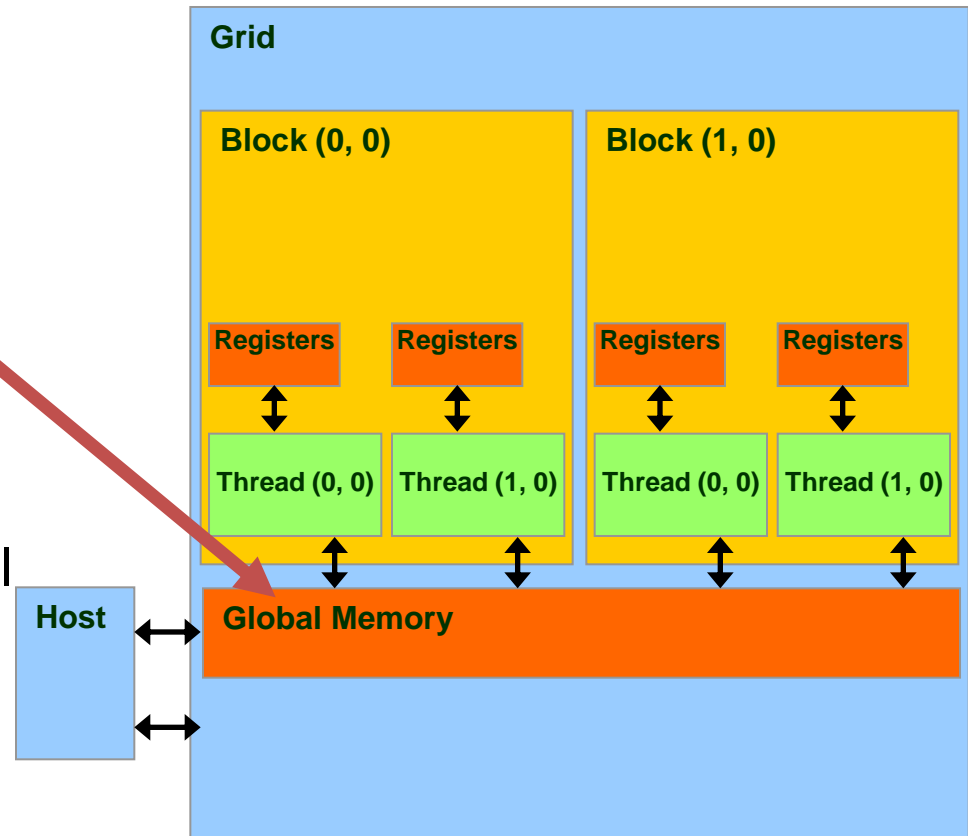 Grid
Block (0, 0) Block (1, 0)
Registers Registers Registers Registers
Thread (0, 0) Thread (1, 0) Thread (0, 0) Thread (1, 0)
Host
Global Memory